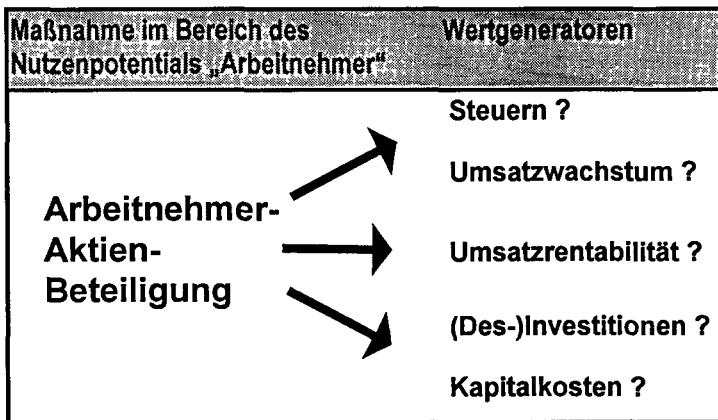 Maßnahme im Bereich des
Nutzenpotentials „Arbeitnehmer“
Wertgeneratoren
Arbeitnehmer-
Aktien-
Beteiligung
Steuern ?
Umsatzwachstum ?
Umsatzrentabilität ?
(Des-)Investitionen ?
Kapitalkosten ?